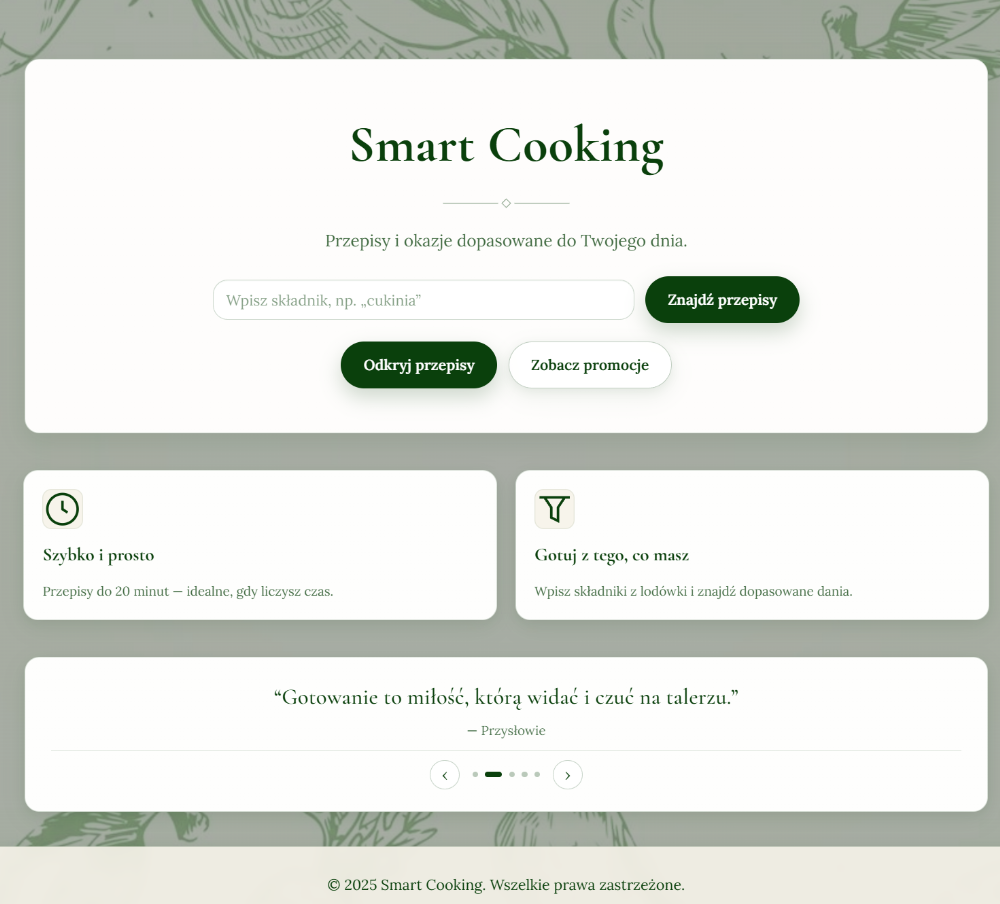 Smart Cooking
Przepisy i okazje dopasowane do Twojego dnia.
Wpisz składnik, np. „cukinia”
Znajdź przepisy
Odkryj przepisy
Zobacz promocje
Szybko i prosto
Przepisy do 20 minut — idealne, gdy liczysz czas.
Gotuj z tego, co masz
Wpisz składniki z lodówki i znajdź dopasowane dania.
“Gotowanie to miłość, którą widać i czuć na talerzu.”
— Przysłowie
© 2025 Smart Cooking. Wszelkie prawa zastrzeżone.